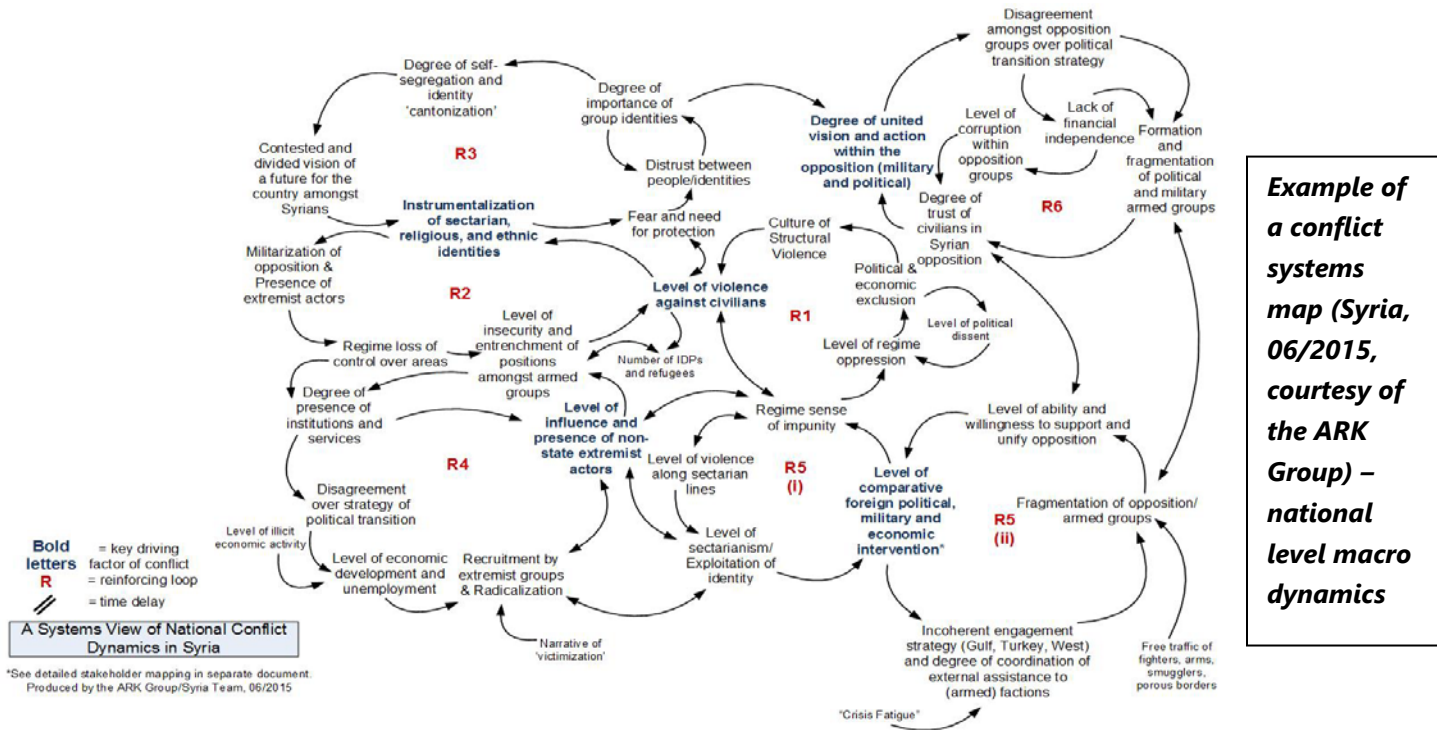 Disagreement
amongst opposition
groups over political
transition strategy
Degree of self-
segregation and
identity
'cantonization'
Degree of
importance of
group identities
Degree of united
vision and action
within the
opposition (military
and political)
Level of
corruption
within
opposition
groups
Lack of
financial
independence
Formation
and
fragmentation
of political
and military
armed groups
Contested and
divided vision of
a future for the
country amongst
Syrians
R3
Distrust between
people/identities
Instrumentalization
of sectarian,
religious, and ethnic
identities
Fear and need
for protection
Culture of
Structural
Violence
Degree of
trust of
civilians in
Syrian
opposition
R6
Militarization of
opposition &
Presence of
extremist actors
R2
Level of violence
against civilians
Political &
economic
exclusion
R1
Level of political
dissent
Level of
insecurity and
entrenchment of
positions
amongst armed
groups
Regime loss of
control over areas
Number of IDPs
and refugees
Level of regime
oppression
Degree of
presence of
institutions and
services
Level of
influence and
presence of non-
state extremist
actors
Regime sense
of impunity
Level of ability and
willingness to support and
unify opposition
R4
Level of violence
along sectarian
lines
R5
(i)
Level of
comparative
foreign political,
military and
economic
intervention*
R5
(ii)
Fragmentation of opposition/
armed groups
Disagreement
over strategy of
political transition
Level of illicit
economic activity
Level of economic
development and
unemployment
Recruitment by
extremist groups
& Radicalization
Level of
sectarianism/
Exploitation of
identity
Narrative of
'victimization'
Incoherent engagement
strategy (Gulf, Turkey, West)
and degree of coordination of
external assistance to
(armed) factions
Free traffic of
fighters, arms,
smugglers,
porous borders
"Crisis Fatigue"
Bold
letters
= key driving
factor of conflict
R
= reinforcing loop
= time delay
A Systems View of National Conflict
Dynamics in Syria
*See detailed stakeholder mapping in separate document.
Produced by the ARK Group/Syria Team, 06/2015
Example of
a conflict
systems
map (Syria,
06/2015,
courtesy of
the ARK
Group) –
national
level macro
dynamics